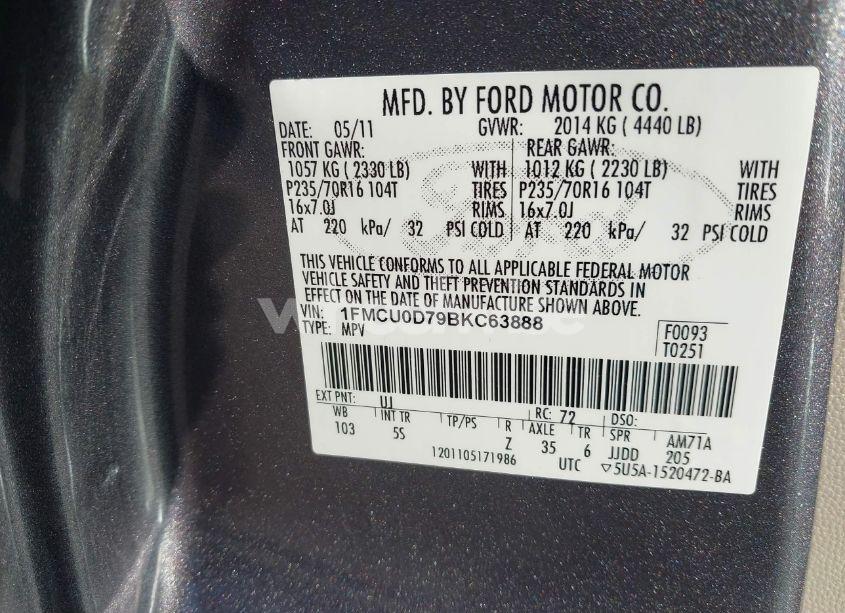 MFD. BY FORD MOTOR CO.
DATE: 05/11 GVWR: 2014 KG ( 4440 LB)
FRONT GAWR: REAR GAWR:
1057 KG ( 2330 LB) WITH 1012 KG ( 2230 LB) WITH
P235/70R16 104T TIRES P235/70R16 104T TIRES
16x7.0J RIMS 16x7.0J RIMS
AT 220 kPa/ 32 PSI COLD AT 220 kPa/ 32 PSI COLD
THIS VEHICLE CONFORMS TO ALL APPLICABLE FEDERAL MOTOR
VEHICLE SAFETY AND THEFT PREVENTION STANDARDS IN
EFFECT ON THE DATE OF MANUFACTURE SHOWN ABOVE.
VIN: 1FMCU0D79BKC63888
TYPE: MPV
F0093
T0251
EXT PNT: UJ RC: 72 DSO:
WB INT TR TP/PS R AXLE TR SPR AM71A
103 5S Z 35 6 JJDD 205
1201105171986 UTC ▽5U5A-1520472-BA